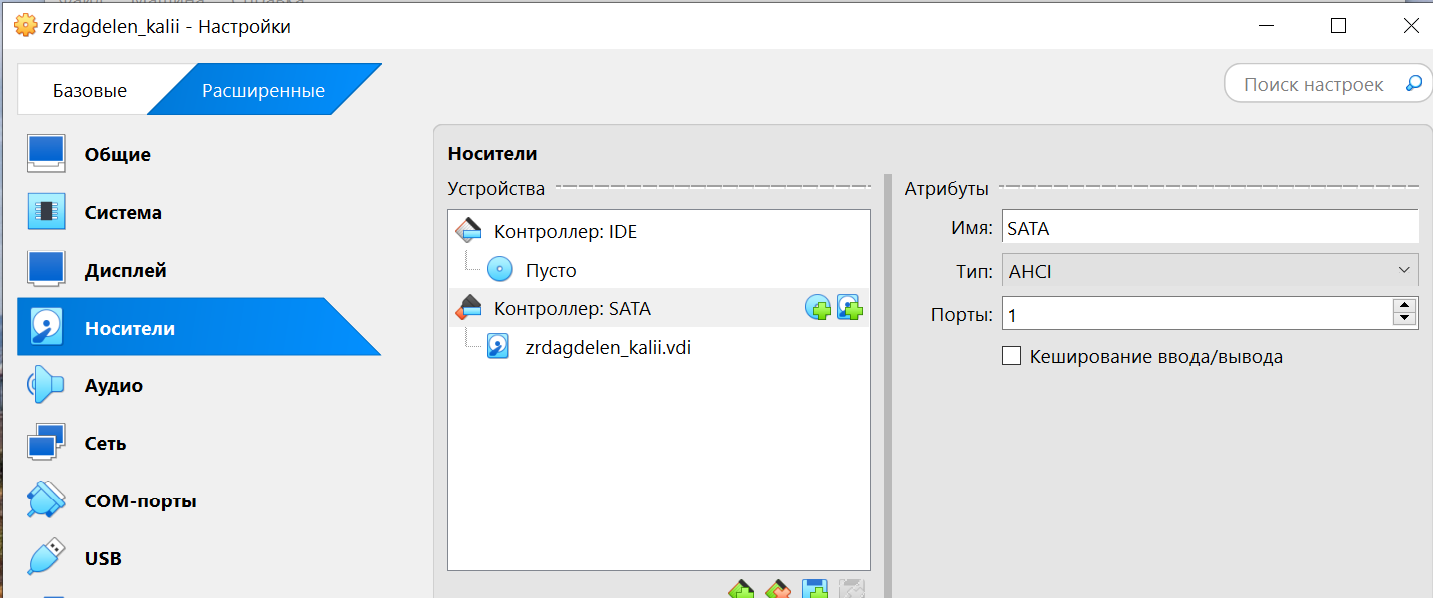 zrdagdelen_kalii - Настройки
Базовые
Расширенные
Поиск настроек
Общие
Система
Дисплей
Носители
Аудио
Сеть
COM-порты
USB
Носители
Устройства
Контроллер: IDE
Пусто
Контроллер: SATA
zrdagdelen_kalii.vdi
Атрибуты
Имя: SATA
Тип: AHCI
Порты: 1
Кеширование ввода/вывода